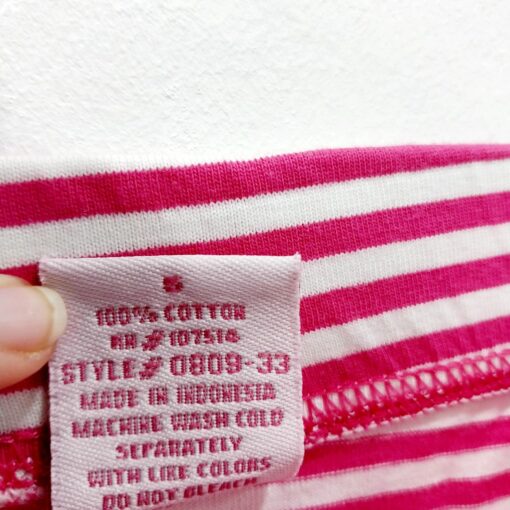 S
100% COTTON
RN # 107514
STYLE# 0809-33
MADE IN INDONESIA
MACHINE WASH COLD
SEPARATELY
WITH LIKE COLORS
DO NOT BLEACH